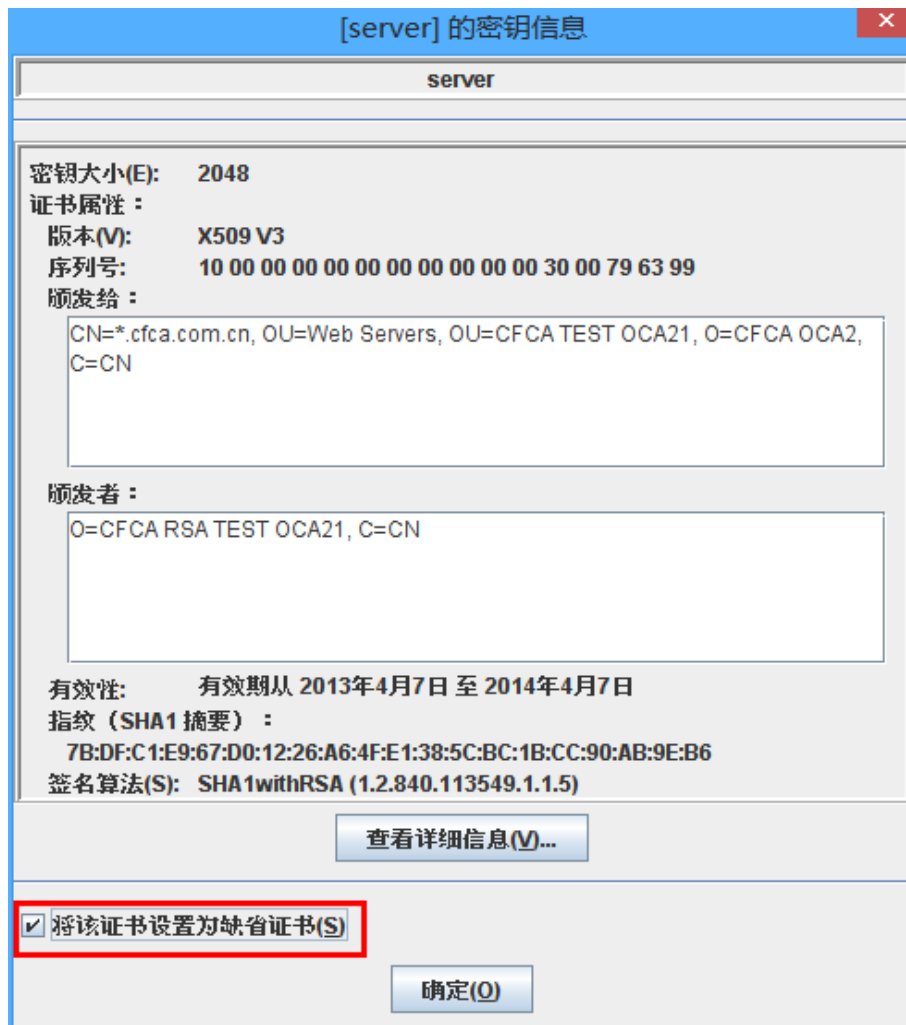 [server] 的密钥信息
server
密钥大小(E): 2048
证书属性：
版本(V): X509 V3
序列号: 10 00 00 00 00 00 00 00 00 00 00 30 00 79 63 99
颁发给：
CN=*.cfca.com.cn, OU=Web Servers, OU=CFCA TEST OCA21, O=CFCA OCA2,
C=CN
颁发者：
O=CFCA RSA TEST OCA21, C=CN
有效性: 有效期从 2013年4月7日 至 2014年4月7日
指纹（SHA1 摘要）：
7B:DF:C1:E9:67:D0:12:26:A6:4F:E1:38:5C:BC:1B:CC:90:AB:9E:B6
签名算法(S): SHA1withRSA (1.2.840.113549.1.1.5)
查看详细信息(V)...
将该证书设置为缺省证书(S)
确定(O)